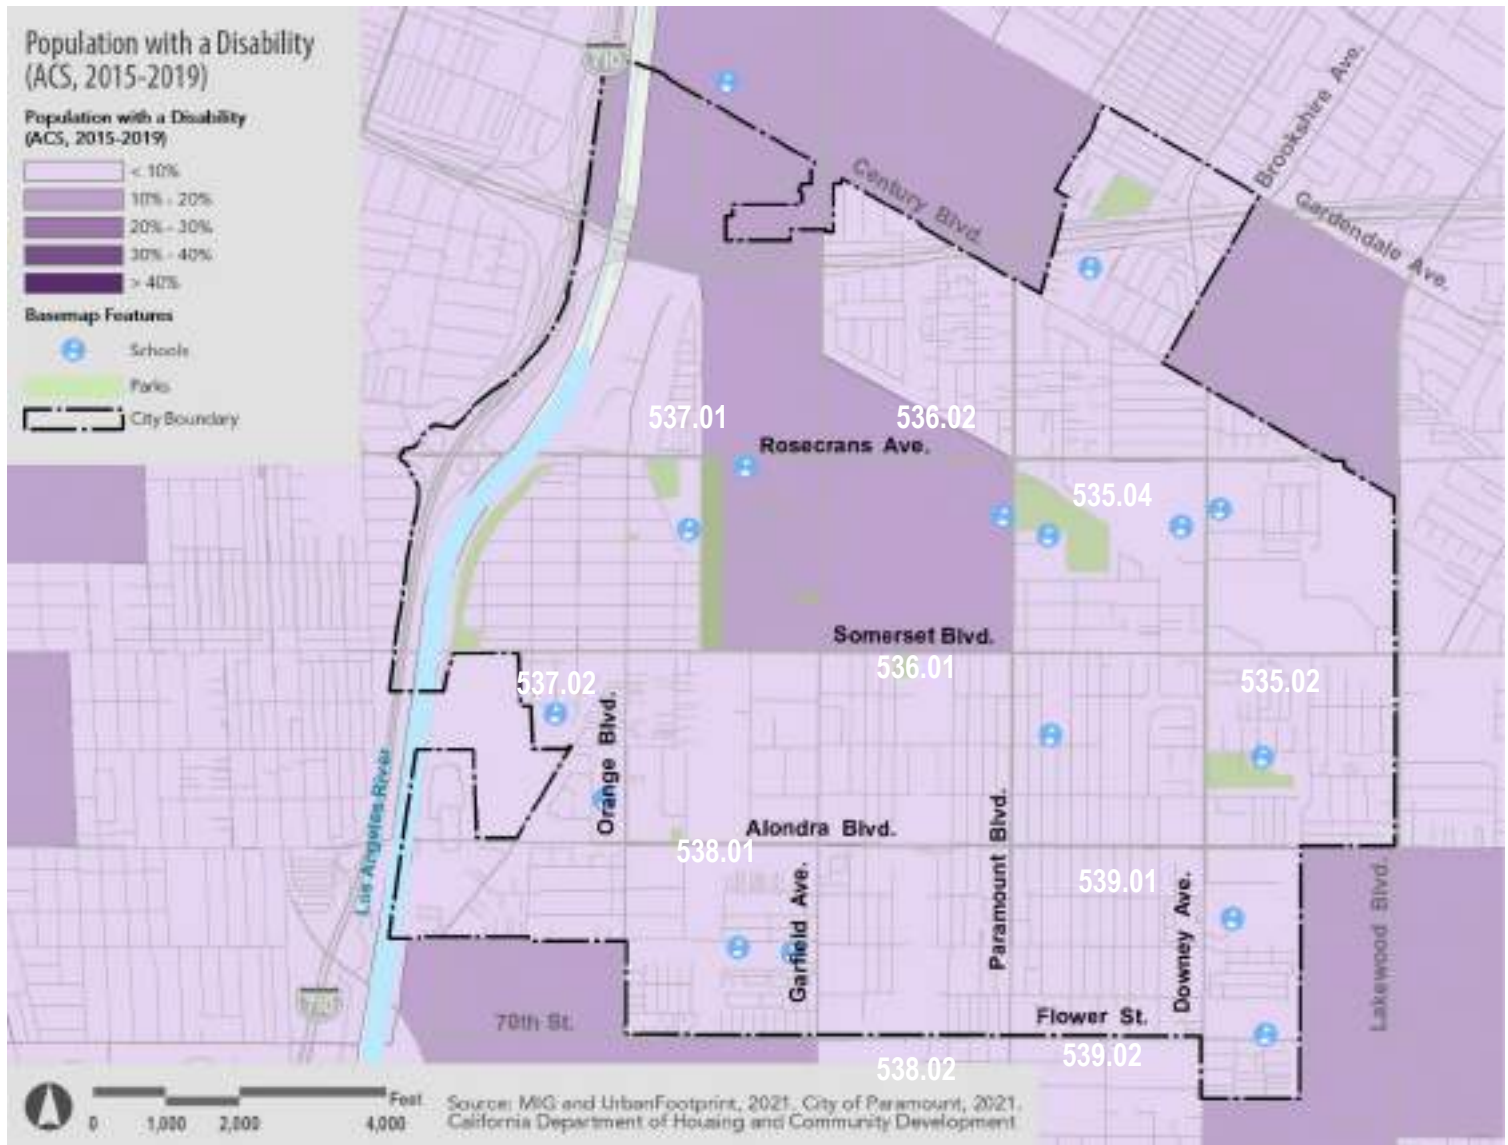 Population with a Disability
(ACS, 2015-2019)
Population with a Disability
(ACS, 2015-2019)
< 10%
10% - 20%
20% - 30%
30% - 40%
> 40%
Basemap Features
Schools
Parks
City Boundary
710
Brookshire Ave.
Century Blvd.
Gardendale Ave.
537.01
536.02
Rosecrans Ave.
535.04
Somerset Blvd.
536.01
537.02
535.02
Orange Blvd.
Los Angeles River
Alondra Blvd.
Paramount Blvd.
538.01
Garfield Ave.
539.01
Downey Ave.
Lakewood Blvd.
710
70th St.
Flower St.
539.02
538.02
0 1,000 2,000 4,000 Feet
Source: MIG and UrbanFootprint, 2021. City of Paramount, 2021.
California Department of Housing and Community Development